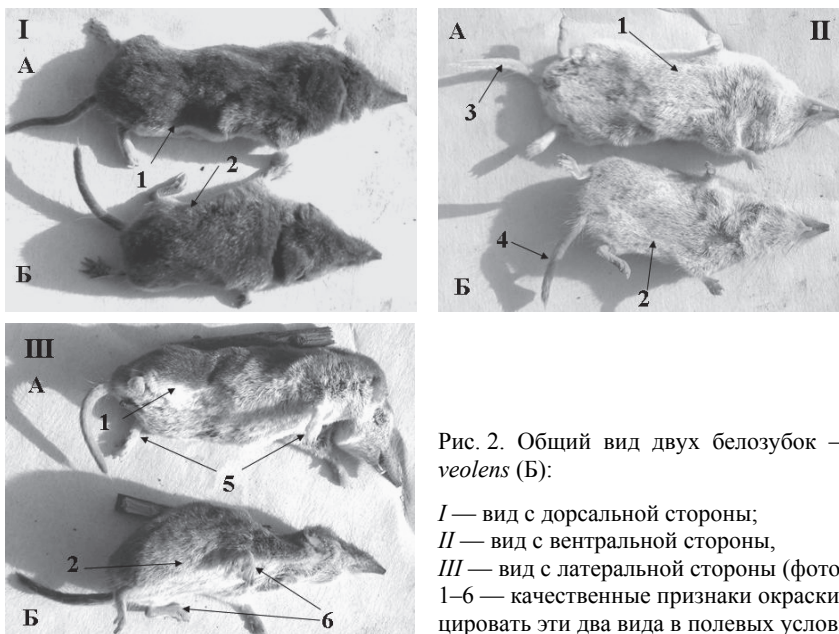 I
А
1
2
Б
А
1
II
3
4
2
Б
III
А
1
5
2
6
Б
Рис. 2. Общий вид двух белозубок –
veolens (Б):
I — вид с дорсальной стороны;
II — вид с вентральной стороны,
III — вид с латеральной стороны (фото
1–6 — качественные признаки окраски
цировать эти два вида в полевых услов